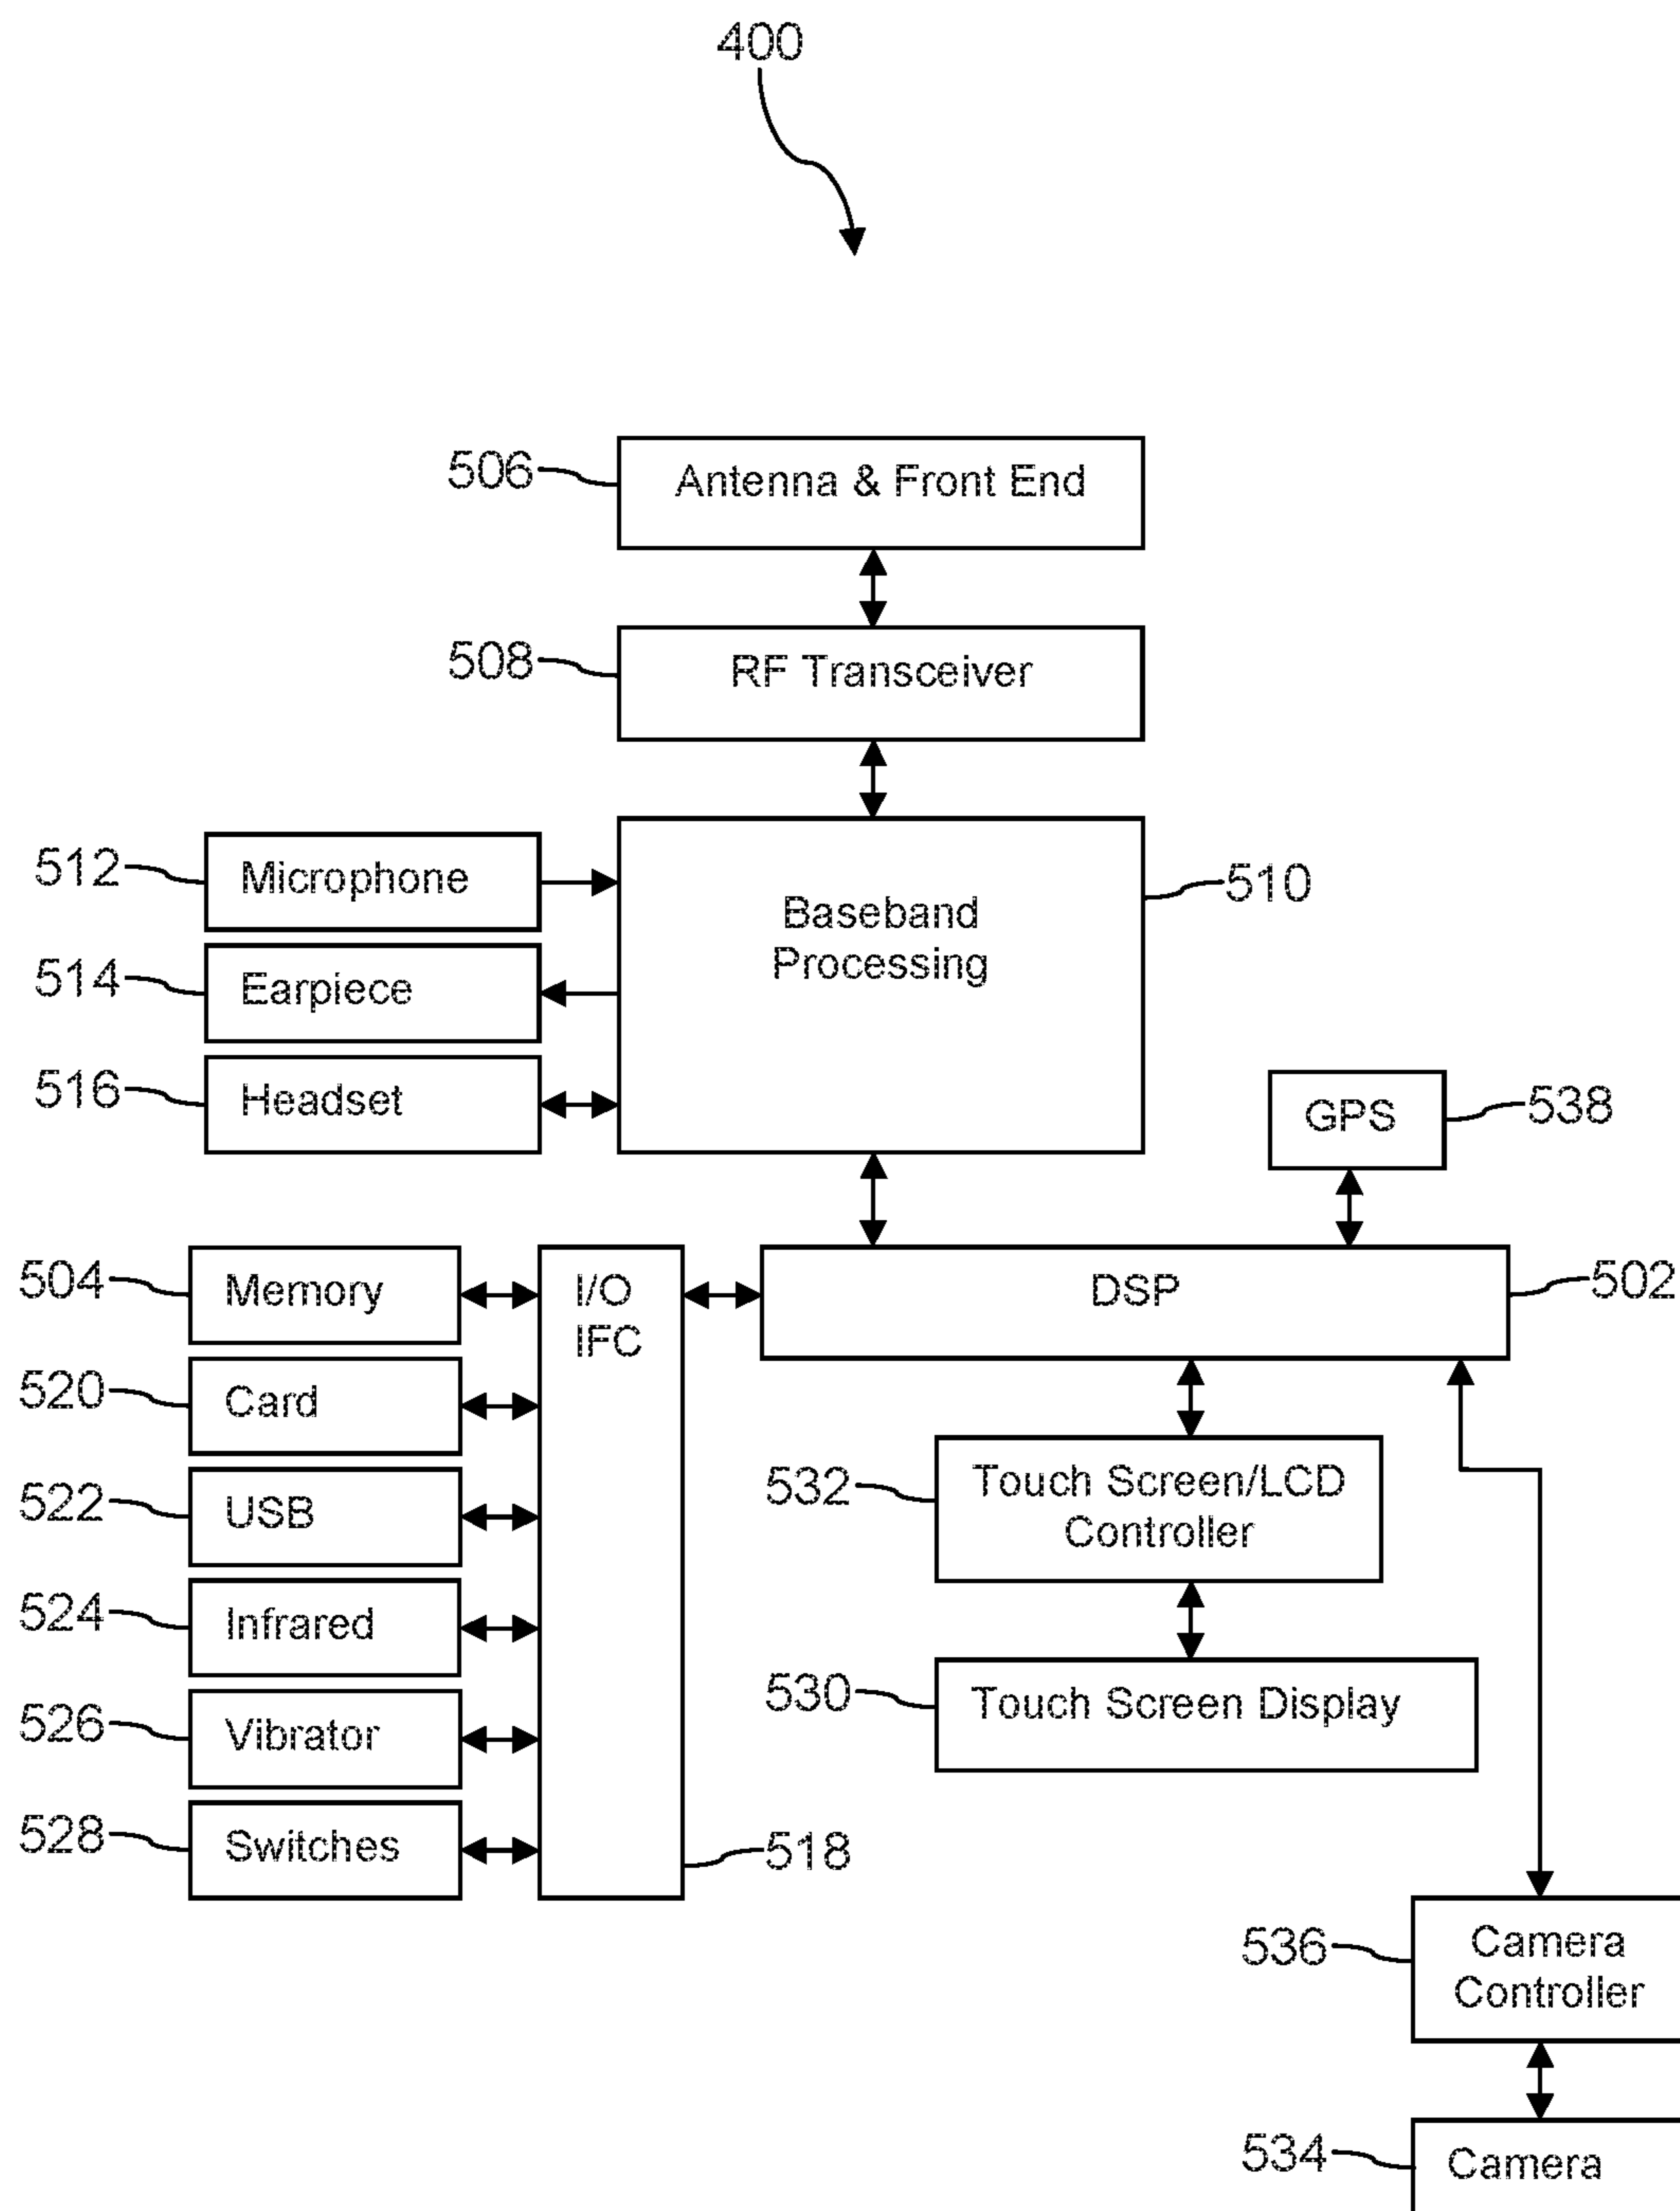 400
506 Antenna & Front End
508 RF Transceiver
512 Microphone
Baseband
Processing
510
514 Earpiece
516 Headset
GPS 538
504 Memory
I/O
IFC
DSP 502
520 Card
522 USB
532 Touch Screen/LCD
Controller
524 Infrared
530 Touch Screen Display
526 Vibrator
528 Switches
518
536 Camera
Controller
534 Camera